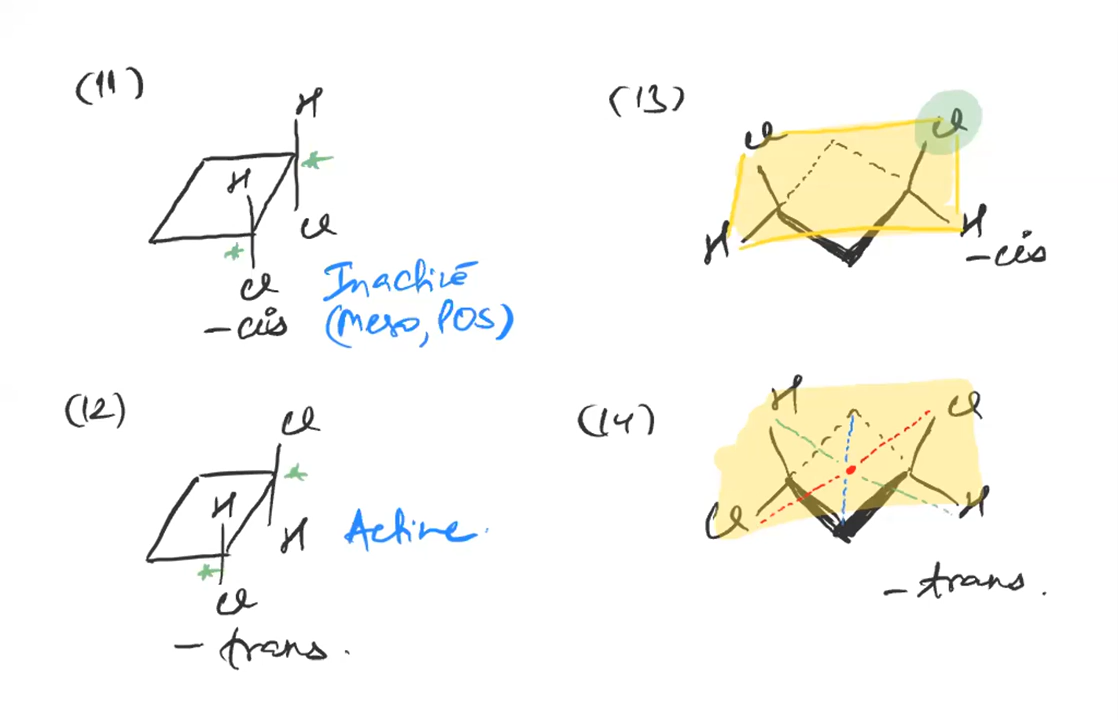 (11)
H
H
Cl
Cl
-cis
Inactive
(Meso, POS)
(12)
Cl
H
H
Cl
Active.
- trans.
(13)
Cl
Cl
H
H
-cis
(14)
H
Cl
Cl
H
- trans.